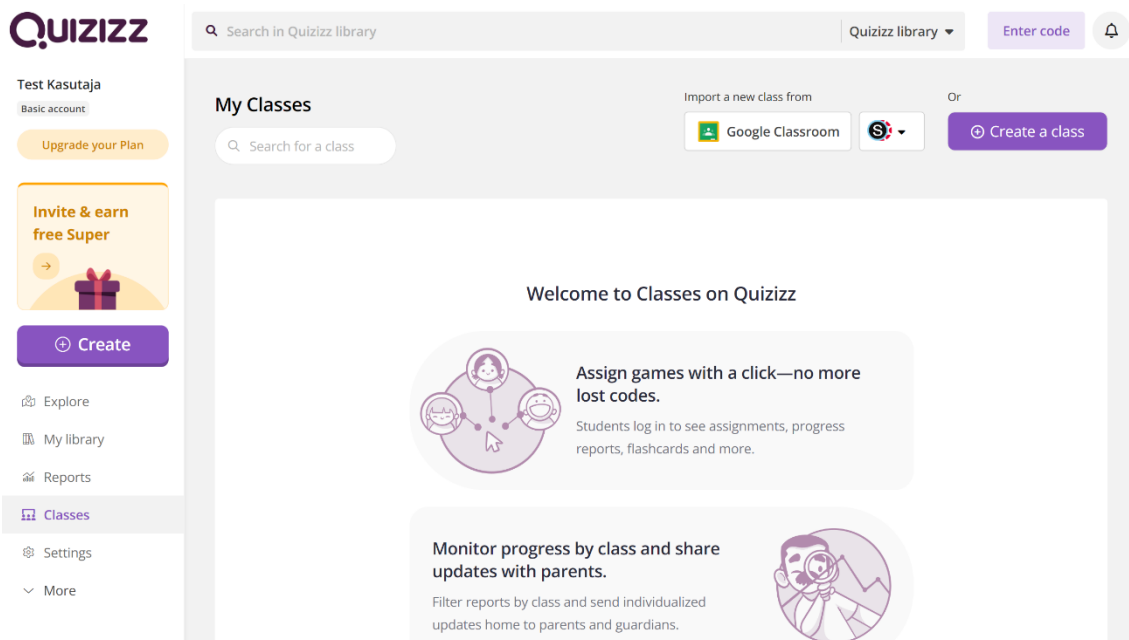 QUIZIZZ
Search in Quizizz library
Quizizz library
Enter code
Test Kasutaja
Basic account
Upgrade your Plan
Invite & earn
free Super
Create
Explore
My library
Reports
Classes
Settings
More
My Classes
Search for a class
Import a new class from
Google Classroom
S
Or
Create a class
Welcome to Classes on Quizizz
Assign games with a click—no more
lost codes.
Students log in to see assignments, progress
reports, flashcards and more.
Monitor progress by class and share
updates with parents.
Filter reports by class and send individualized
updates home to parents and guardians.